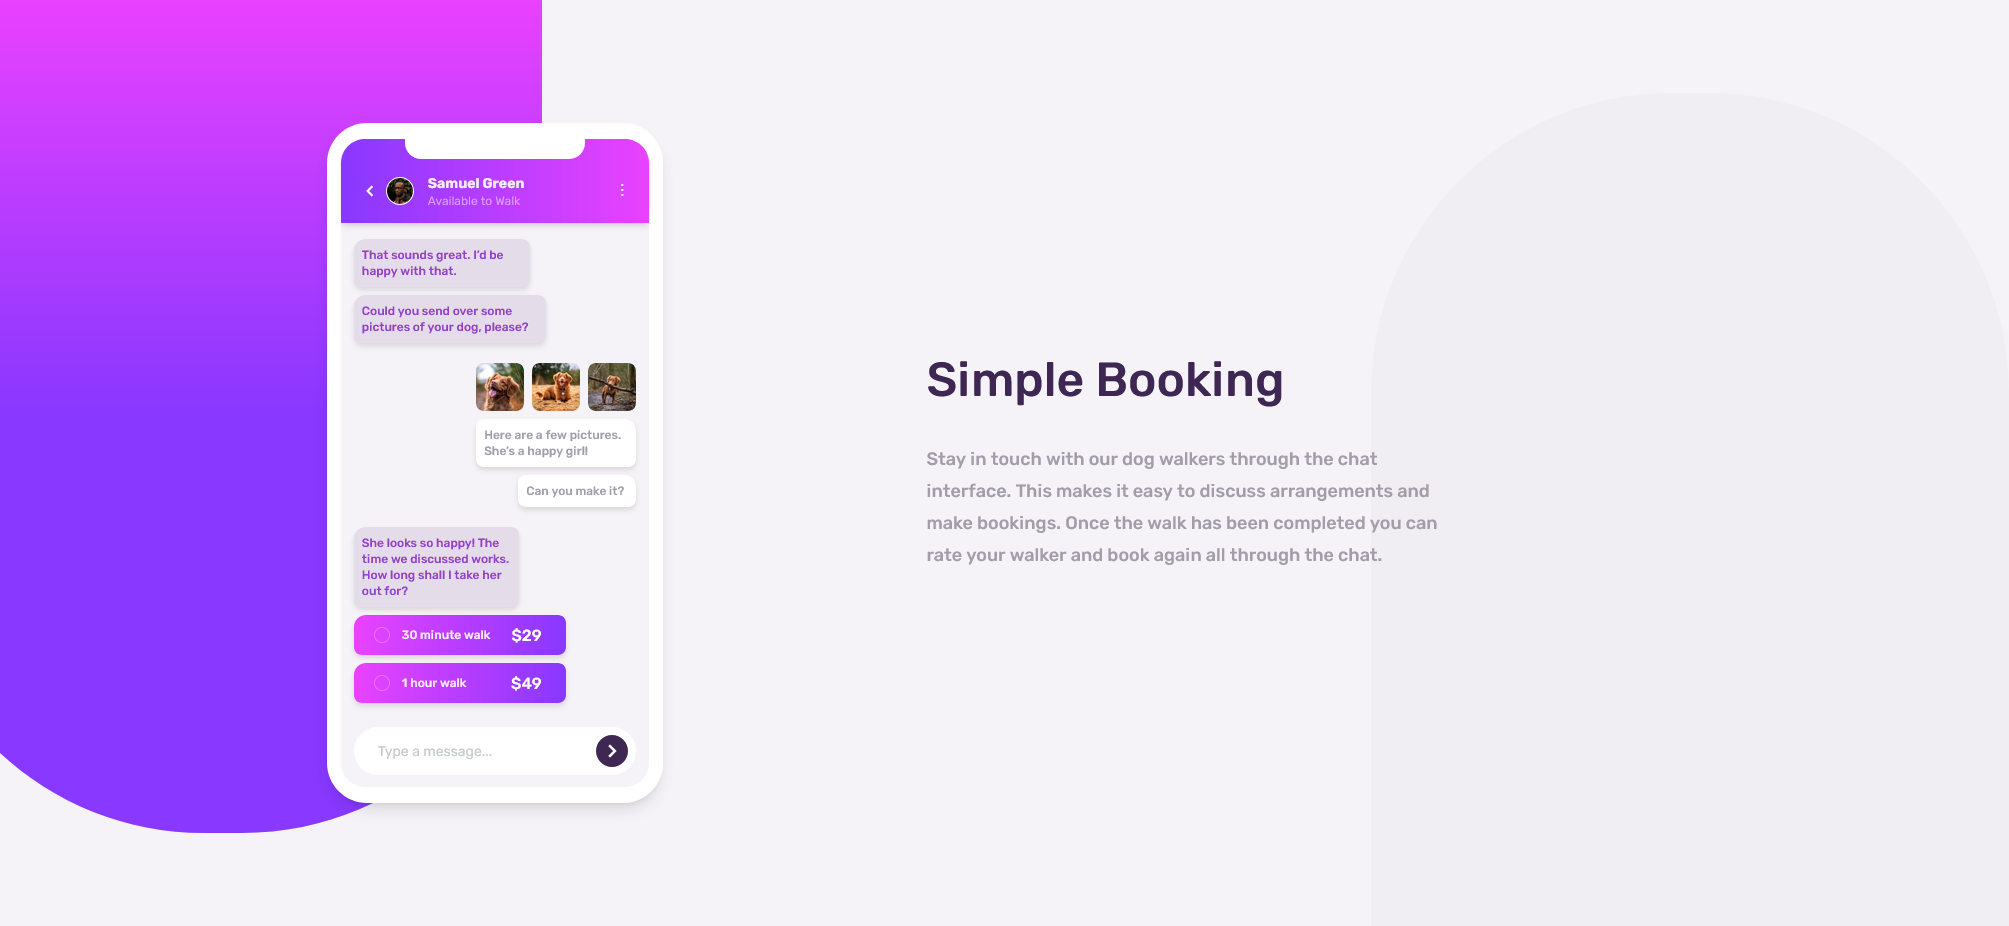 Samuel Green
Available to Walk
That sounds great. I'd be
happy with that.
Could you send over some
pictures of your dog, please?
Here are a few pictures.
She's a happy girl!
Can you make it?
She looks so happy! The
time we discussed works.
How long shall I take her
out for?
30 minute walk $29
1 hour walk $49
Type a message...
Simple Booking
Stay in touch with our dog walkers through the chat
interface. This makes it easy to discuss arrangements and
make bookings. Once the walk has been completed you can
rate your walker and book again all through the chat.